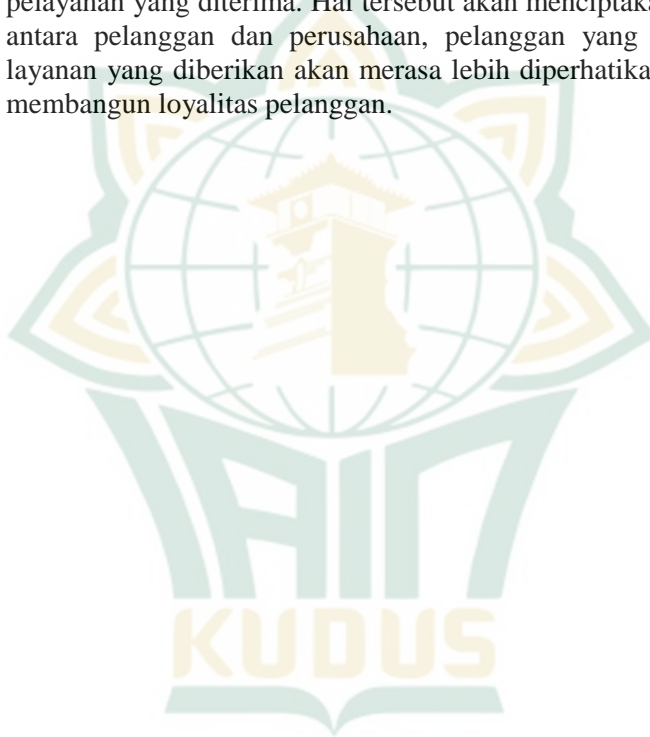 pelayanan yang diterima. Hal tersebut akan menciptaka
antara pelanggan dan perusahaan, pelanggan yang
layanan yang diberikan akan merasa lebih diperhatika
membangun loyalitas pelanggan.
IAIN
KUDUS